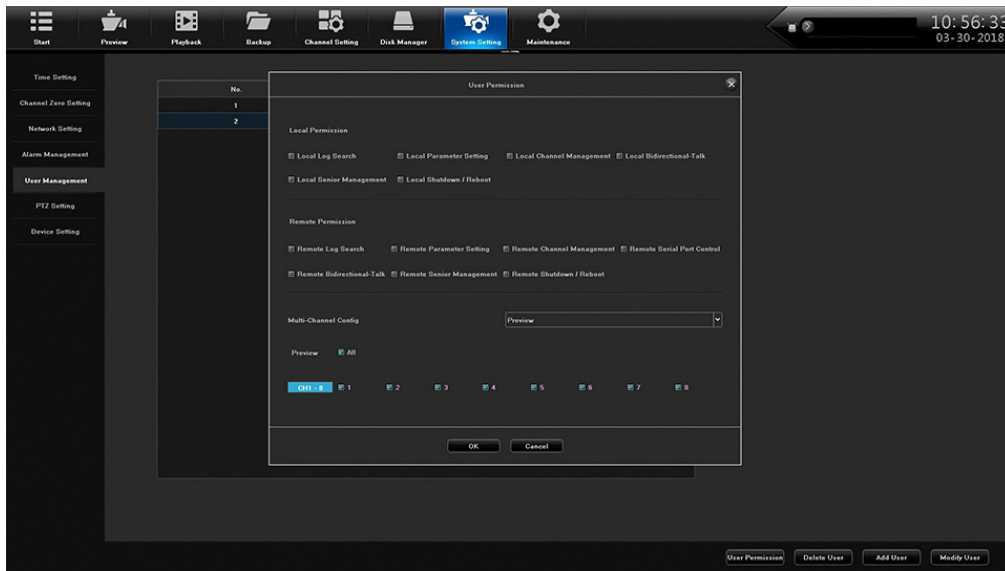 Start Preview Playback Backup Channel Setting Disk Manager System Setting Maintenance
10:56:33
03-30-2018
Time Setting
Channel Zero Setting
Network Setting
Alarm Management
User Management
PTZ Setting
Device Setting
No.
1
2
User Permission
Local Permission
Local Log Search Local Parameter Setting Local Channel Management Local Bidirectional-Talk
Local Senior Management Local Shutdown / Reboot
Remote Permission
Remote Log Search Remote Parameter Setting Remote Channel Management Remote Serial Port Control
Remote Bidirectional-Talk Remote Senior Management Remote Shutdown / Reboot
Multi-Channel Config Preview
Preview All
CH1 - 8 1 2 3 4 5 6 7 8
OK Cancel
User Permission Delete User Add User Modify User